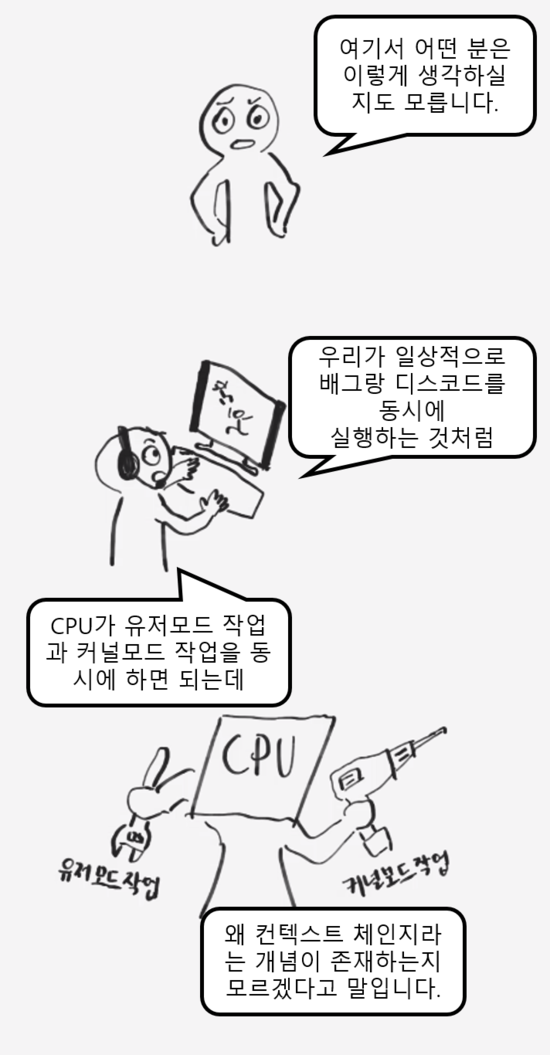 여기서 어떤 분은
이렇게 생각하실
지도 모릅니다.
우리가 일상적으로
배그랑 디스코드를
동시에
실행하는 것처럼
CPU가 유저모드 작업
과 커널모드 작업을 동
시에 하면 되는데
CPU
유저모드작업
커널모드작업
왜 컨텍스트 체인지라
는 개념이 존재하는지
모르겠다고 말입니다.